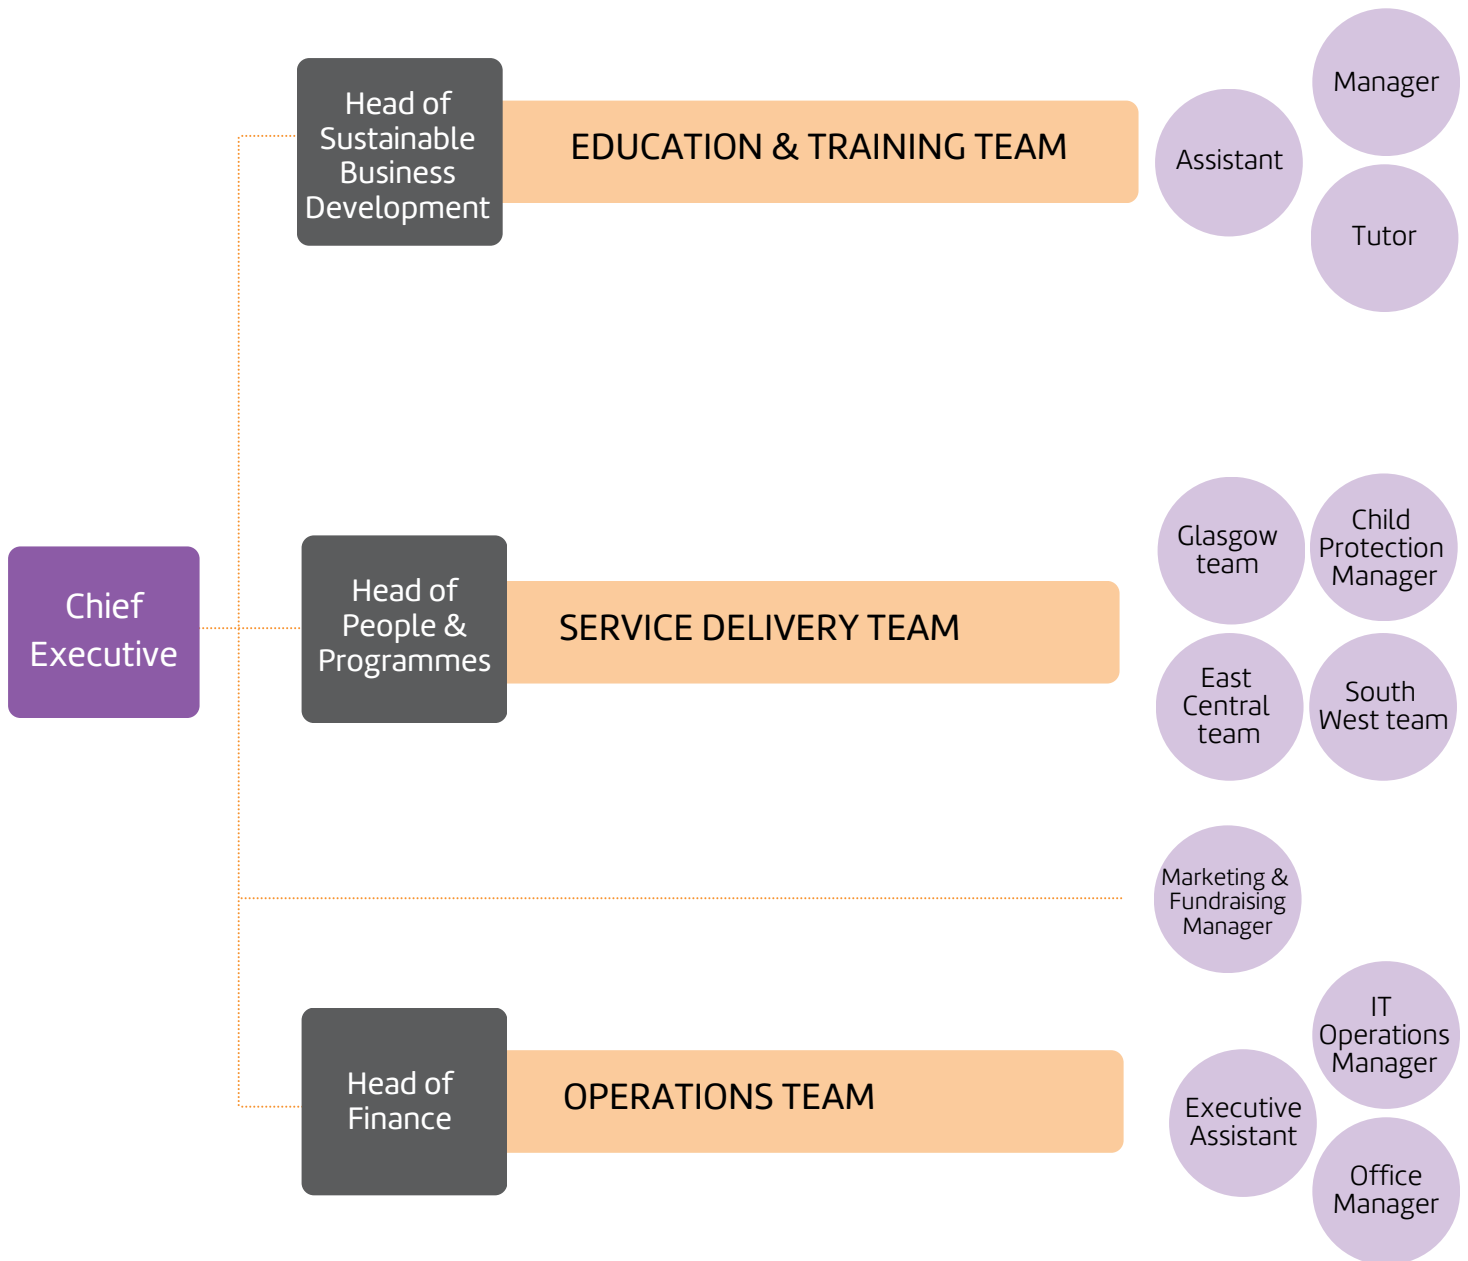 Head of
Sustainable
Business
Development
EDUCATION & TRAINING TEAM
Assistant
Manager
Tutor
Chief
Executive
Head of
People &
Programmes
SERVICE DELIVERY TEAM
Glasgow
team
Child
Protection
Manager
East
Central
team
South
West team
Marketing &
Fundraising
Manager
Head of
Finance
OPERATIONS TEAM
Executive
Assistant
IT
Operations
Manager
Office
Manager